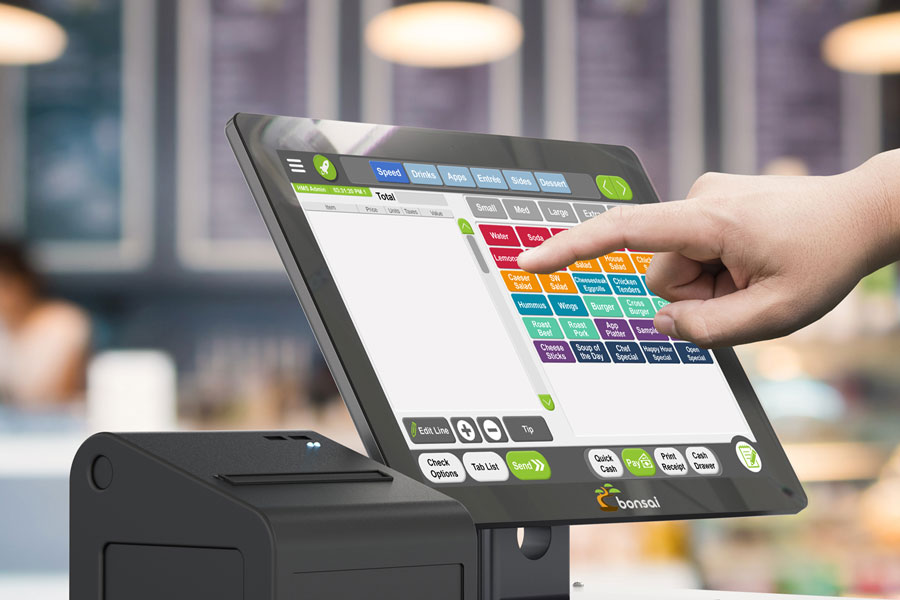 Speed Drinks Apps Entrée Sides Dessert
HMS Admin
Total
Item Price Units Taxes Value
Small Med Large Extra
Water Soda
Caeser Salad SW Salad Cheesesteak Eggrolls Chicken Tenders
Salad House Salad
Hummus Wings Burger Cross Burger
Roast Beef Roast Pork App Platter
Cheese Sticks Soup of the Day Chef Special Happy Hour Special Open Special
Edit Line Tip
Check Options Tab List Send Quick Cash Pay Print Receipt Cash Drawer
bonsai